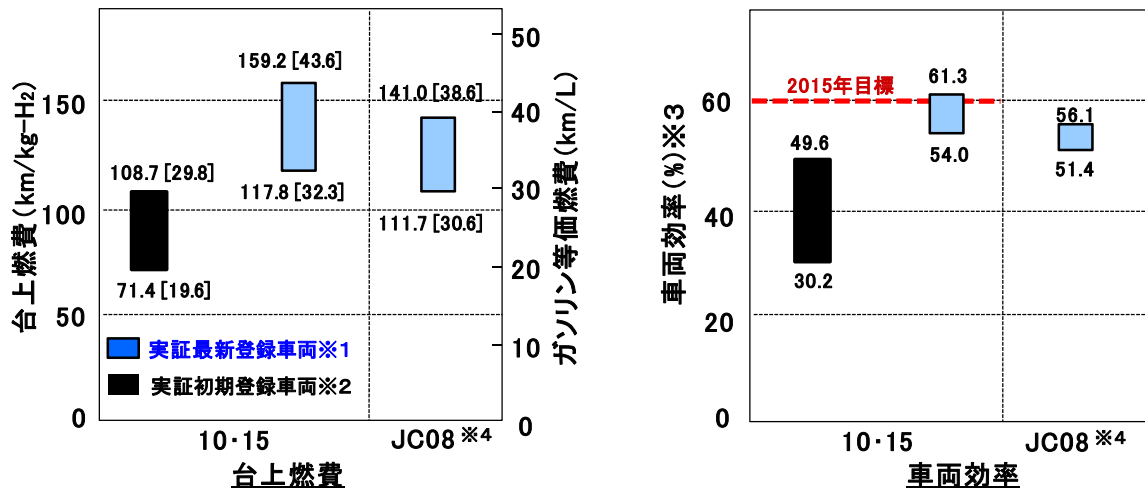 台上燃費(km/kg-H2)
150
100
50
0
159.2 [43.6]
141.0 [38.6]
108.7 [29.8]
117.8 [32.3]
111.7 [30.6]
71.4 [19.6]
実証最新登録車両※1
実証初期登録車両※2
10・15
JC08 ※4
台上燃費
50
40
30
20
10
0
ガソリン等価燃費(km/L)
車両効率(%)※3
60
40
20
0
2015年目標
61.3
56.1
49.6
54.0
51.4
30.2
10・15
JC08 ※4
車両効率